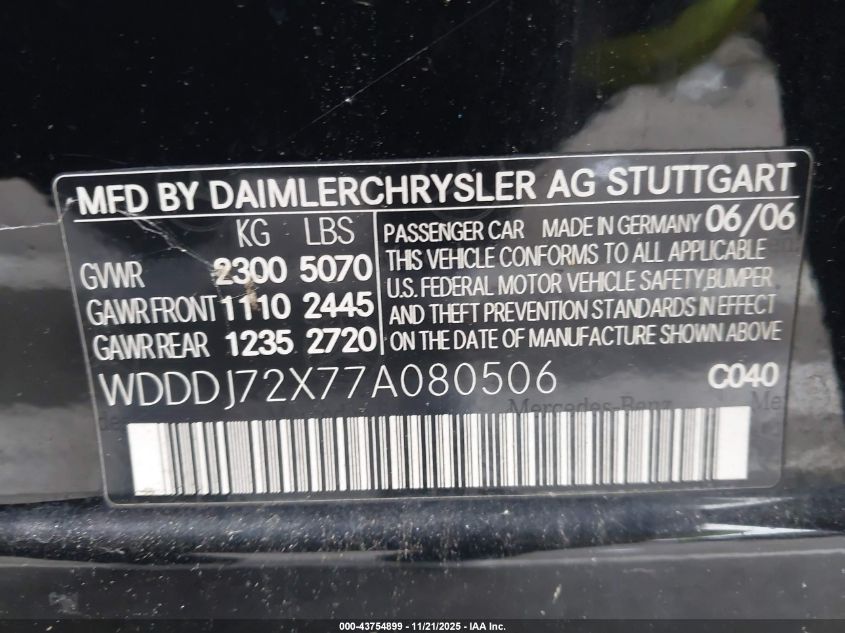 MFD BY DAIMLERCHRYSLER AG STUTTGART
KG LBS
GVWR 2300 5070
GAWR FRONT 1110 2445
GAWR REAR 1235 2720
PASSENGER CAR MADE IN GERMANY 06/06
THIS VEHICLE CONFORMS TO ALL APPLICABLE
U.S. FEDERAL MOTOR VEHICLE SAFETY, BUMPER
AND THEFT PREVENTION STANDARDS IN EFFECT
ON THE DATE OF MANUFACTURE SHOWN ABOVE
WDDDJ72X77A080506 C040
Mercedes-Benz
000-43754899 - 11/21/2025 - IAA Inc.